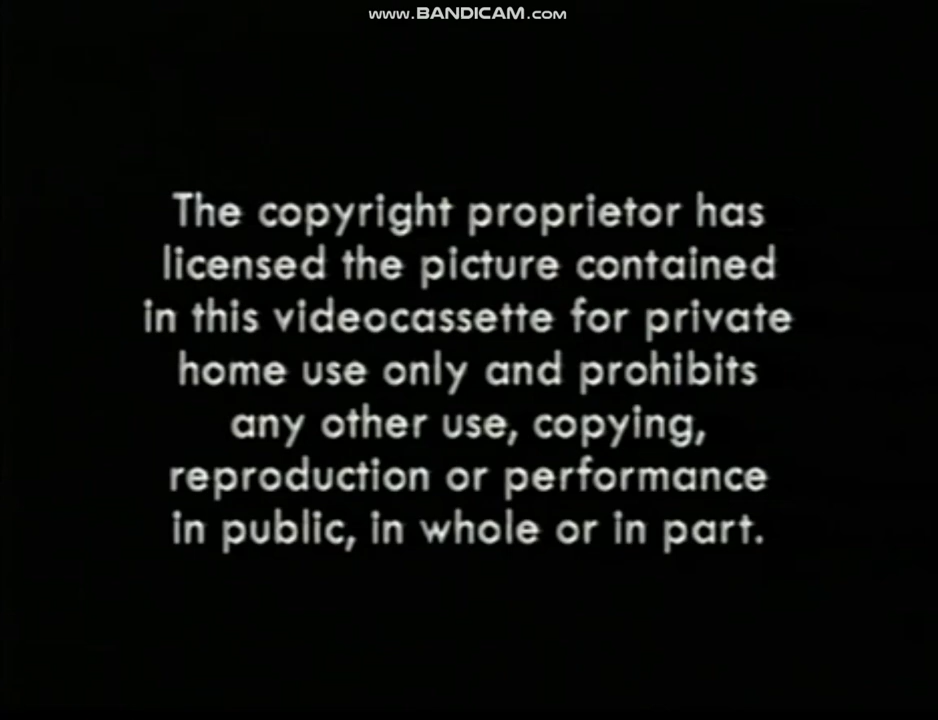 www.BANDICAM.com
The copyright proprietor has
licensed the picture contained
in this videocassette for private
home use only and prohibits
any other use, copying,
reproduction or performance
in public, in whole or in part.